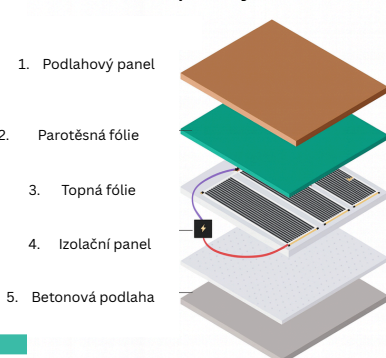 1. Podlahový panel
2. Parotěsná fólie
3. Topná fólie
4. Izolační panel
5. Betonová podlaha